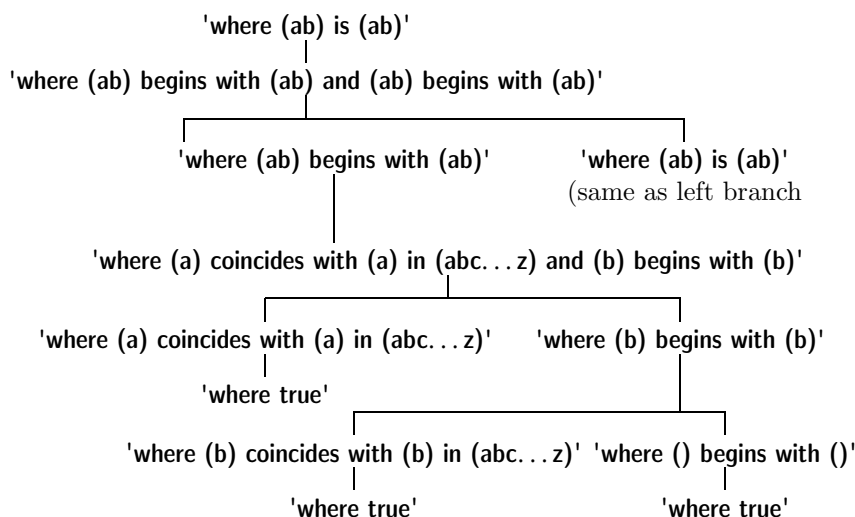 'where (ab) is (ab)'
'where (ab) begins with (ab) and (ab) begins with (ab)'
'where (ab) begins with (ab)' 'where (ab) is (ab)'
(same as left branch
'where (a) coincides with (a) in (abc...z) and (b) begins with (b)'
'where (a) coincides with (a) in (abc...z)' 'where (b) begins with (b)'
'where true'
'where (b) coincides with (b) in (abc...z)' 'where () begins with ()'
'where true' 'where true'